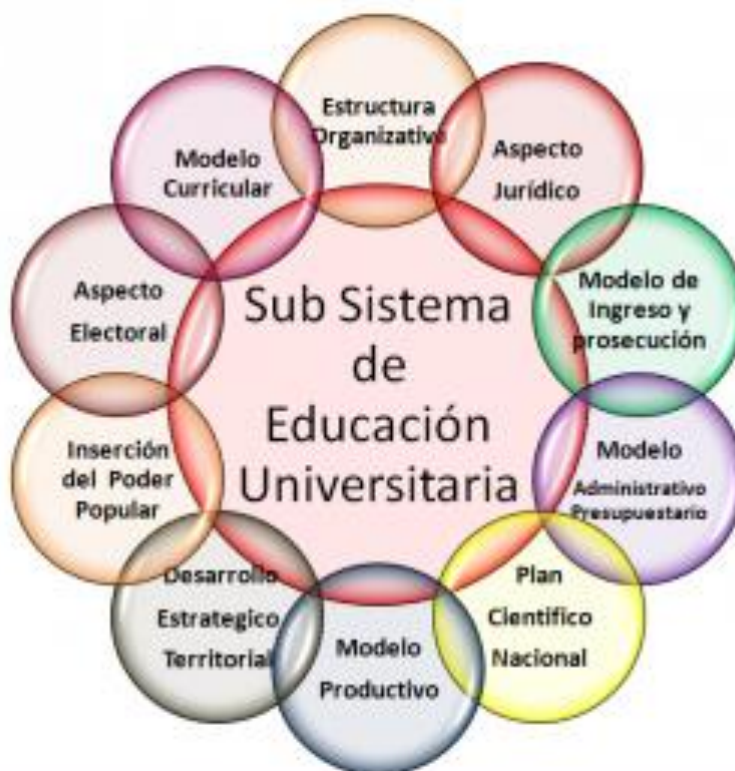 Estructura
Organizativa
Aspecto
Jurídico
Modelo de
Ingreso y
prosecución
Modelo
Administrativo
Presupuestario
Plan
Científico
Nacional
Modelo
Productivo
Desarrollo
Estrategico
Territorial
Inserción
del Poder
Popular
Aspecto
Electoral
Modelo
Curricular
Sub Sistema
de
Educación
Universitaria